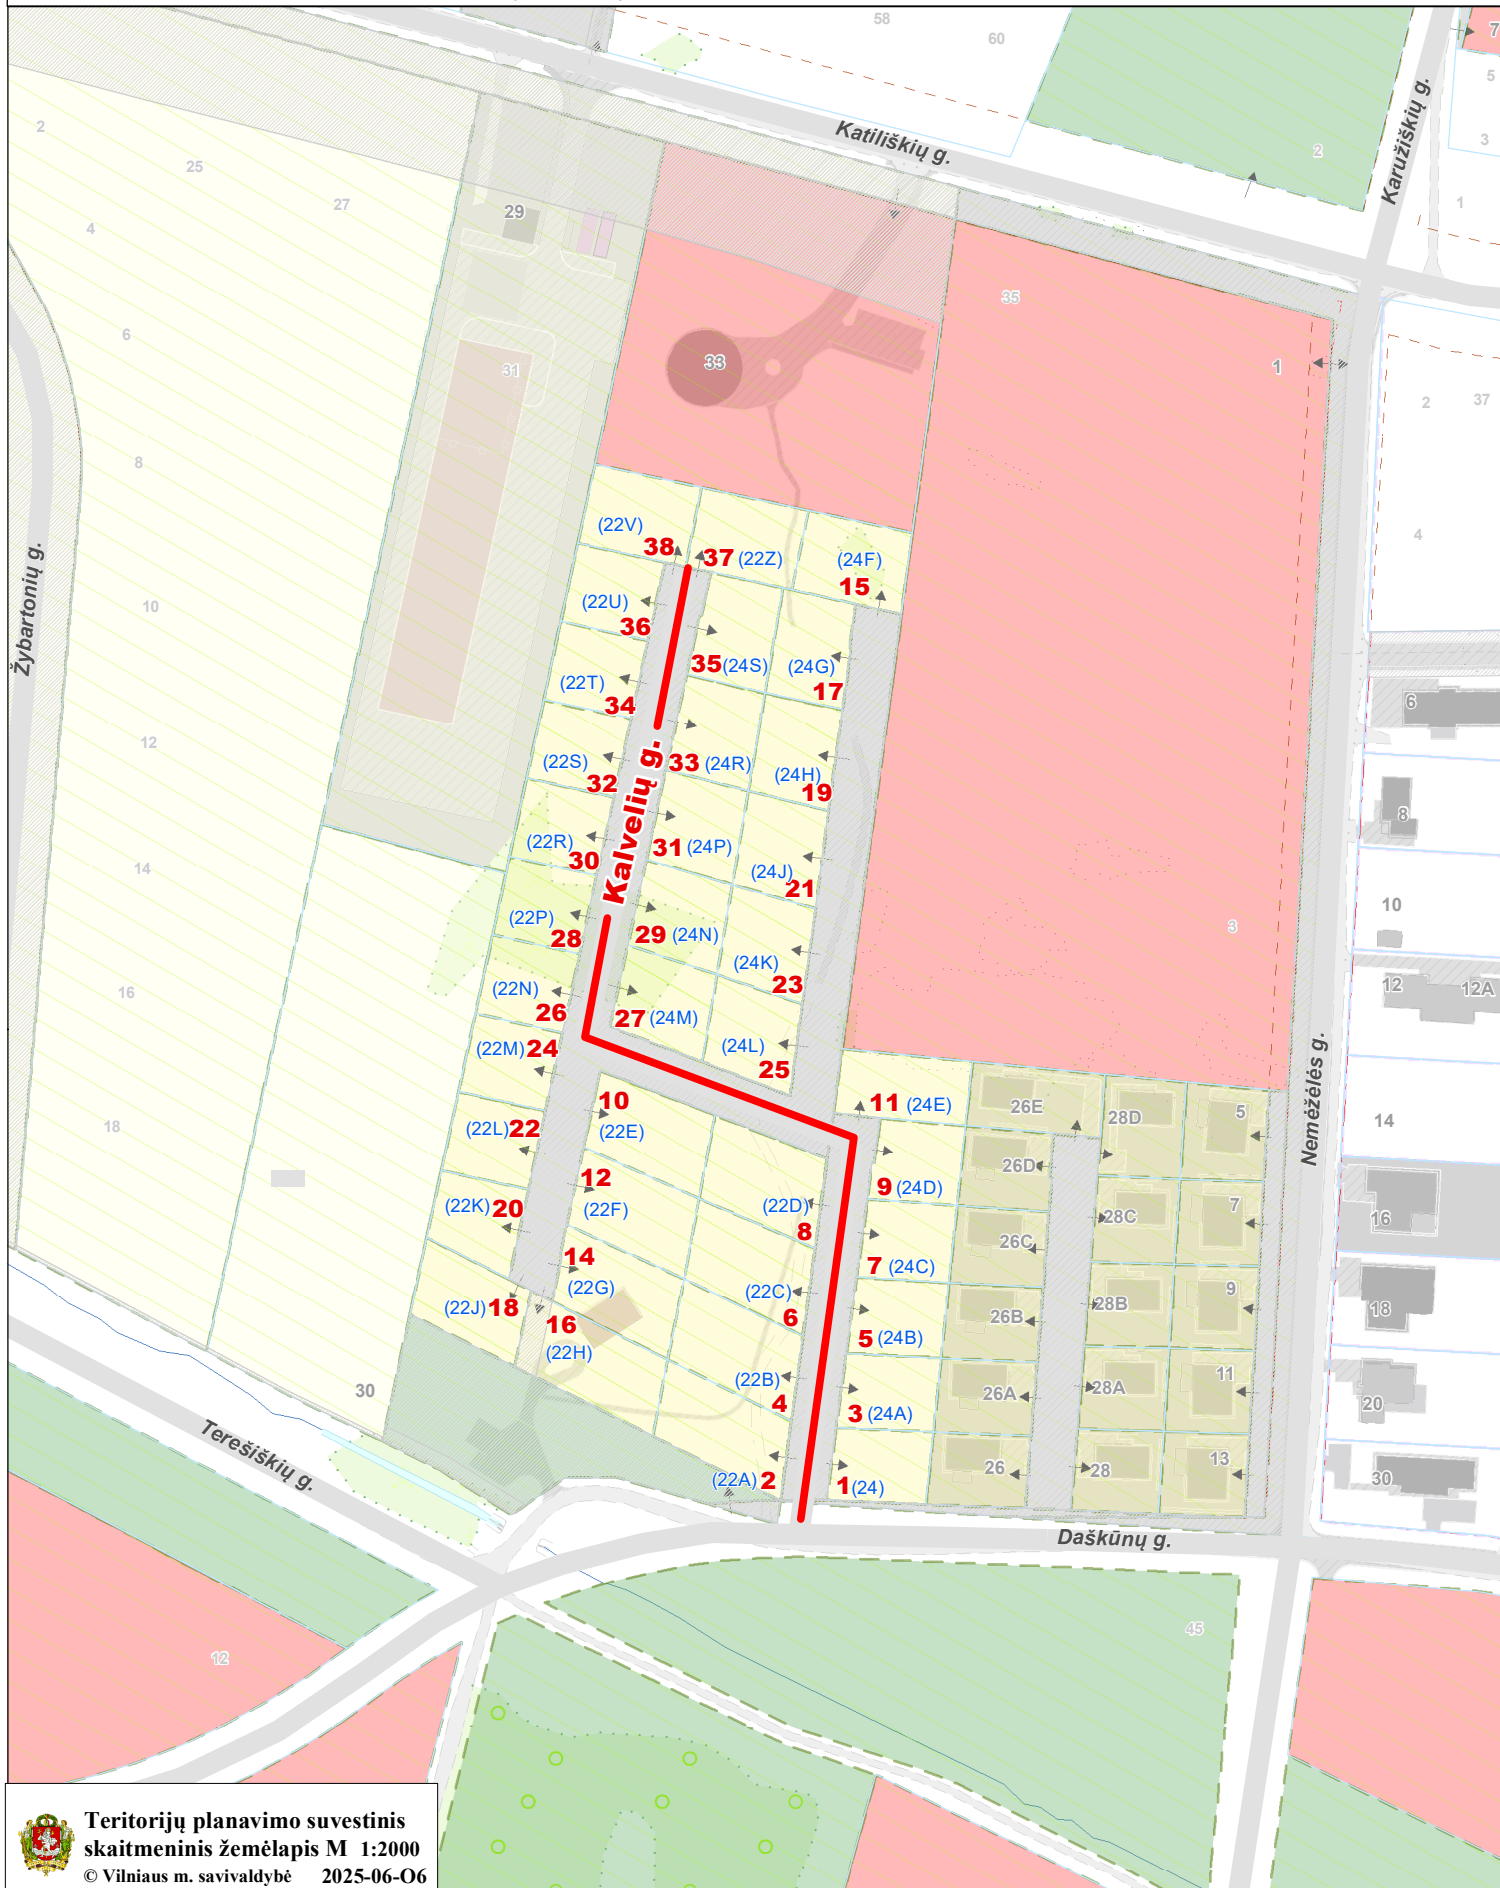 58
60
7
5
3
2
1
Katiliškių g.
Karužiškių g.
2
25
27
4
29
6
31
33
35
1
2
37
4
8
10
12
14
16
18
Žybartonių g.
(22V)
38
37 (22Z)
(24F)
15
(22U)
36
35 (24S)
(24G)
17
(22T)
34
33 (24R)
(24H)
19
(22S)
32
Kalvelių g.
31 (24P)
(24J)
21
(22R)
30
29 (24N)
(24K)
23
(22P)
28
27 (24M)
(24L)
25
(22N)
26
(22M) 24
(22L) 22
(22K) 20
(22J) 18
10
(22E)
12
(22F)
14
(22G)
16
(22H)
11 (24E)
9 (24D)
(22D)
8
7 (24C)
(22C)
6
5 (24B)
(22B)
4
3 (24A)
(22A) 2
1 (24)
3
26E
26D
26C
26B
26A
26
28D
28C
28B
28A
28
5
7
9
11
13
Nemėžėlės g.
6
8
10
12
12A
14
16
18
20
30
30
Terešiškių g.
Daškūnų g.
12
45
Teritorijų planavimo suvestinis
skaitmeninis žemėlapis M 1:2000
© Vilniaus m. savivaldybė 2025-06-O6